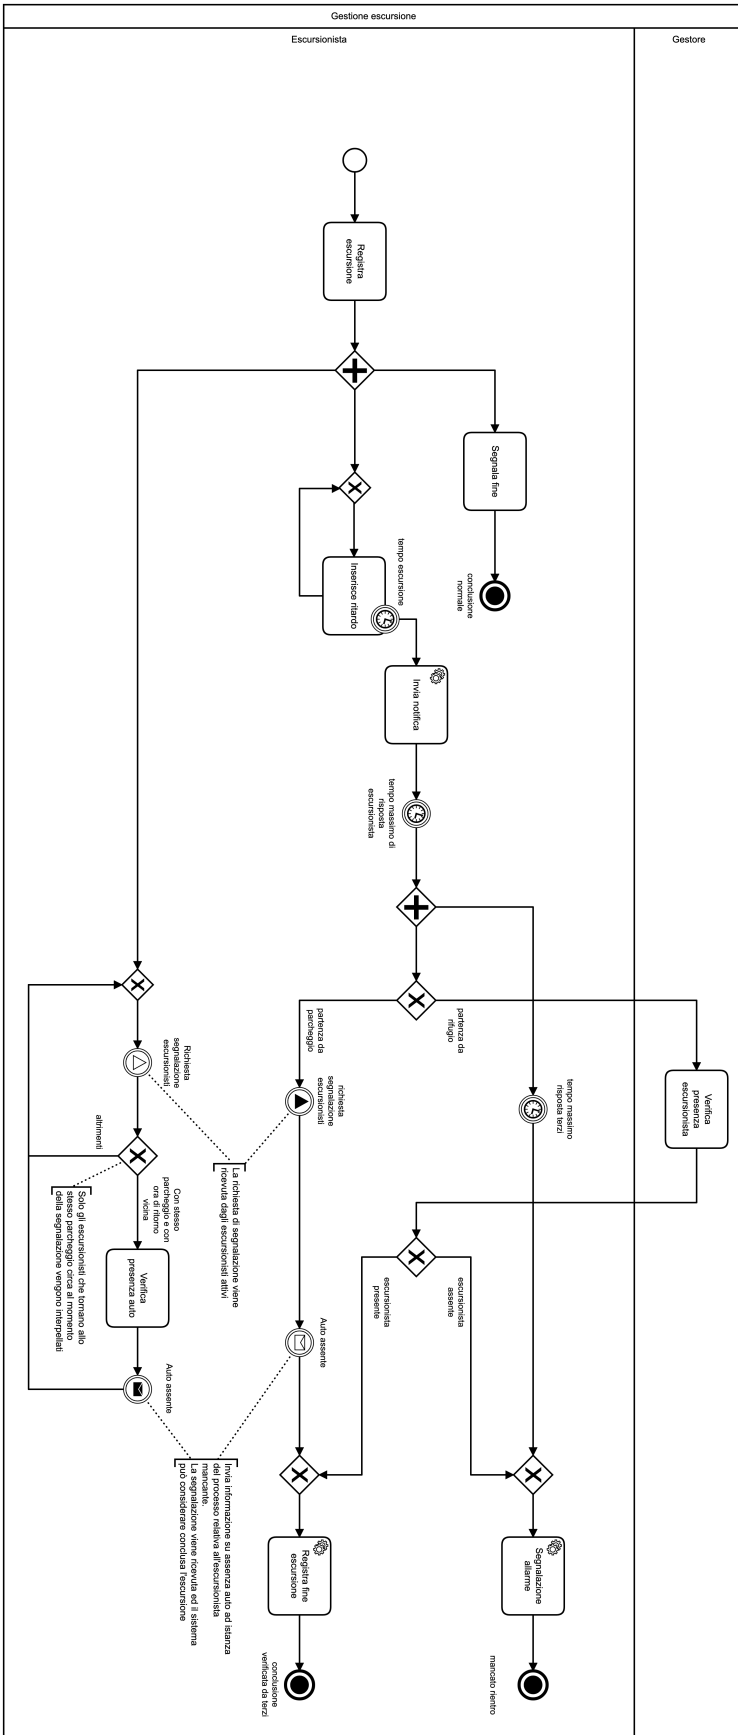 Gestione escursione
Escursionista
Gestore
Registra
escursione
Segnala fine
conclusione
normale
tempo escursione
Inserisce ritardo
Invia notifica
tempo massimo di
risposta
escursionista
partenza da
rifugio
partenza da
parcheggio
Richiesta
segnalazione
escursionisti
richiesta
segnalazione
escursionisti
tempo massimo
risposta terzi
Verifica
presenza
escursionista
altrimenti
Con stesso
parcheggio e con
ora di ritorno
vicina
La richiesta di segnalazione viene
ricevuta dagli escursionisti attivi
Solo gli escursionisti che tornano allo
stesso parcheggio circa al momento
della segnalazione vengono interpellati
Verifica
presenza auto
escursionista
presente
escursionista
assente
Auto assente
Auto assente
Invia informazione su assenza auto ad istanza
del processo relativa all'escursionista
mancante.
La segnalazione viene ricevuta ed il sistema
può considerare conclusa l'escursione
Registra fine
escursione
Segnalazione
allarme
conclusione
verificata da terzi
mancato rientro